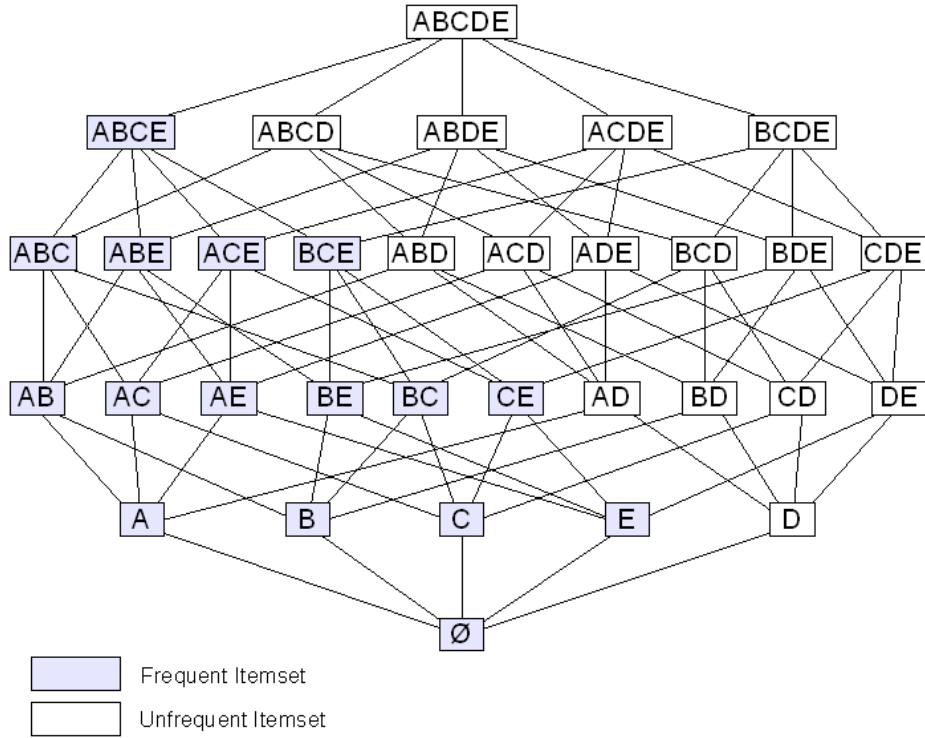 ABCDE
ABCE ABCD ABDE ACDE BCDE
ABC ABE ACE BCE ABD ACD ADE BCD BDE CDE
AB AC AE BE BC CE AD BD CD DE
A B C E D
Ø
Frequent Itemset
Unfrequent Itemset